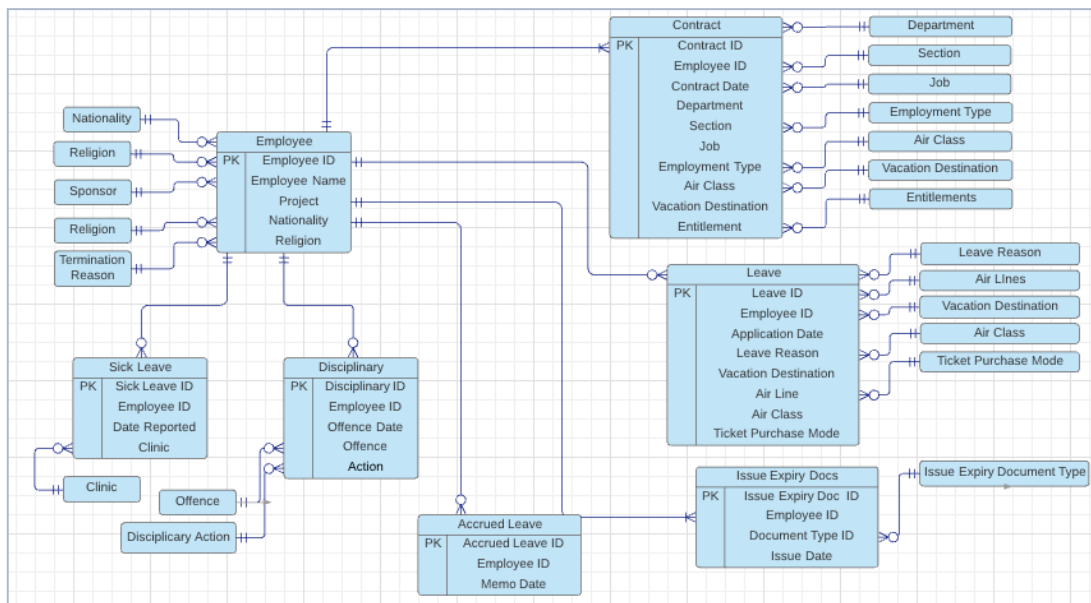 Contract
PK
Contract ID
Employee ID
Contract Date
Department
Section
Job
Employment Type
Air Class
Vacation Destination
Entitlement
Department
Section
Job
Employment Type
Air Class
Vacation Destination
Entitlements
Nationality
Religion
Sponsor
Religion
Termination
Reason
Employee
PK
Employee ID
Employee Name
Project
Nationality
Religion
Leave
PK
Leave ID
Employee ID
Application Date
Leave Reason
Vacation Destination
Air Line
Air Class
Ticket Purchase Mode
Leave Reason
Air LInes
Vacation Destination
Air Class
Ticket Purchase Mode
Sick Leave
PK
Sick Leave ID
Employee ID
Date Reported
Clinic
Clinic
Disciplinary
PK
Disciplinary ID
Employee ID
Offence Date
Offence
Action
Offence
Disciplicary Action
Accrued Leave
PK
Accrued Leave ID
Employee ID
Memo Date
Issue Expiry Docs
PK
Issue Expiry Doc ID
Employee ID
Document Type ID
Issue Date
Issue Expiry Document Type